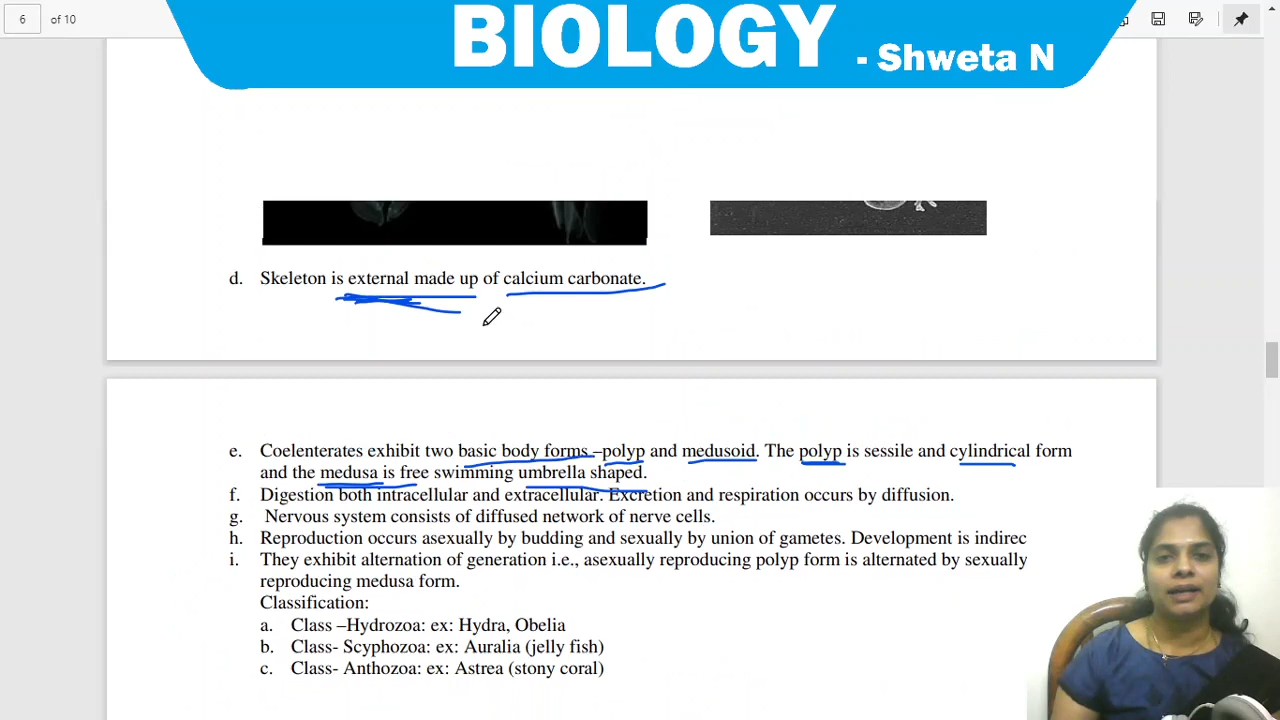 6 of 10
BIOLOGY
- Shweta N
d. Skeleton is external made up of calcium carbonate.
e. Coelenterates exhibit two basic body forms –polyp and medusoid. The polyp is sessile and cylindrical form
and the medusa is free swimming umbrella shaped.
f. Digestion both intracellular and extracellular. Excretion and respiration occurs by diffusion.
g. Nervous system consists of diffused network of nerve cells.
h. Reproduction occurs asexually by budding and sexually by union of gametes. Development is indirec
i. They exhibit alternation of generation i.e., asexually reproducing polyp form is alternated by sexually
reproducing medusa form.
Classification:
a. Class –Hydrozoa: ex: Hydra, Obelia
b. Class- Scyphozoa: ex: Auralia (jelly fish)
c. Class- Anthozoa: ex: Astrea (stony coral)